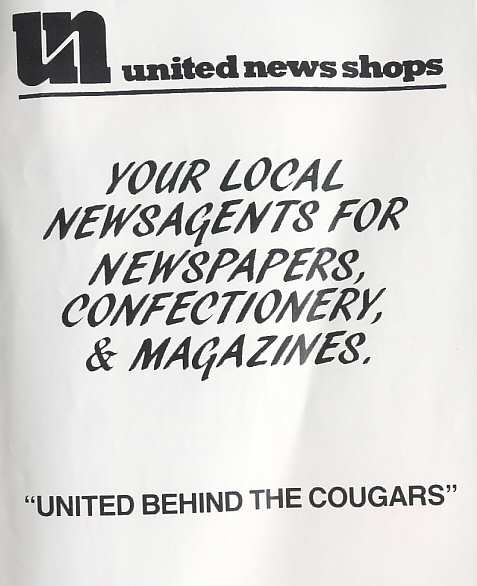 un
united news shops
YOUR LOCAL
NEWSAGENTS FOR
NEWSPAPERS,
CONFECTIONERY,
& MAGAZINES.
"UNITED BEHIND THE COUGARS"